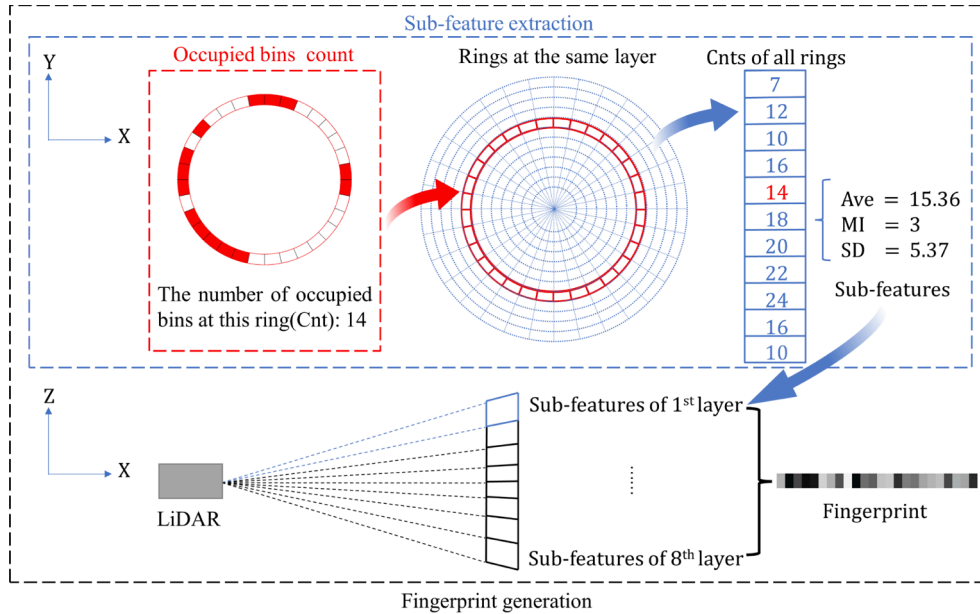 Sub-feature extraction
Y
X
Occupied bins count
The number of occupied
bins at this ring(Cnt): 14
Rings at the same layer
Cnts of all rings
7
12
10
16
14
18
20
22
24
16
10
Ave = 15.36
MI = 3
SD = 5.37
Sub-features
Z
X
LiDAR
Sub-features of 1st layer
......
Sub-features of 8th layer
Fingerprint
Fingerprint generation